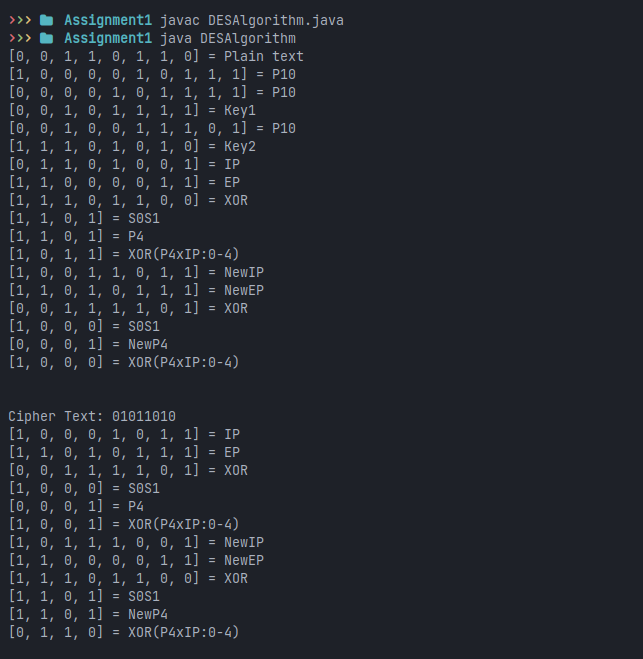 >>> Assignment1 javac DESAlgorithm.java
>>> Assignment1 java DESAlgorithm
[0, 0, 1, 1, 0, 1, 1, 0] = Plain text
[1, 0, 0, 0, 0, 1, 0, 1, 1, 1] = P10
[0, 0, 0, 0, 1, 0, 1, 1, 1, 1] = P10
[0, 0, 1, 0, 1, 1, 1, 1] = Key1
[0, 0, 1, 0, 0, 1, 1, 1, 0, 1] = P10
[1, 1, 1, 0, 1, 0, 1, 0] = Key2
[0, 1, 1, 0, 1, 0, 0, 1] = IP
[1, 1, 0, 0, 0, 0, 1, 1] = EP
[1, 1, 1, 0, 1, 1, 0, 0] = XOR
[1, 1, 0, 1] = S0S1
[1, 1, 0, 1] = P4
[1, 0, 1, 1] = XOR(P4xIP:0-4)
[1, 0, 0, 1, 1, 0, 1, 1] = NewIP
[1, 1, 0, 1, 0, 1, 1, 1] = NewEP
[0, 0, 1, 1, 1, 1, 0, 1] = XOR
[1, 0, 0, 0] = S0S1
[0, 0, 0, 1] = NewP4
[1, 0, 0, 0] = XOR(P4xIP:0-4)
Cipher Text: 01011010
[1, 0, 0, 0, 1, 0, 1, 1] = IP
[1, 1, 0, 1, 0, 1, 1, 1] = EP
[0, 0, 1, 1, 1, 1, 0, 1] = XOR
[1, 0, 0, 0] = S0S1
[0, 0, 0, 1] = P4
[1, 0, 0, 1] = XOR(P4xIP:0-4)
[1, 0, 1, 1, 1, 0, 0, 1] = NewIP
[1, 1, 0, 0, 0, 0, 1, 1] = NewEP
[1, 1, 1, 0, 1, 1, 0, 0] = XOR
[1, 1, 0, 1] = S0S1
[1, 1, 0, 1] = NewP4
[0, 1, 1, 0] = XOR(P4xIP:0-4)